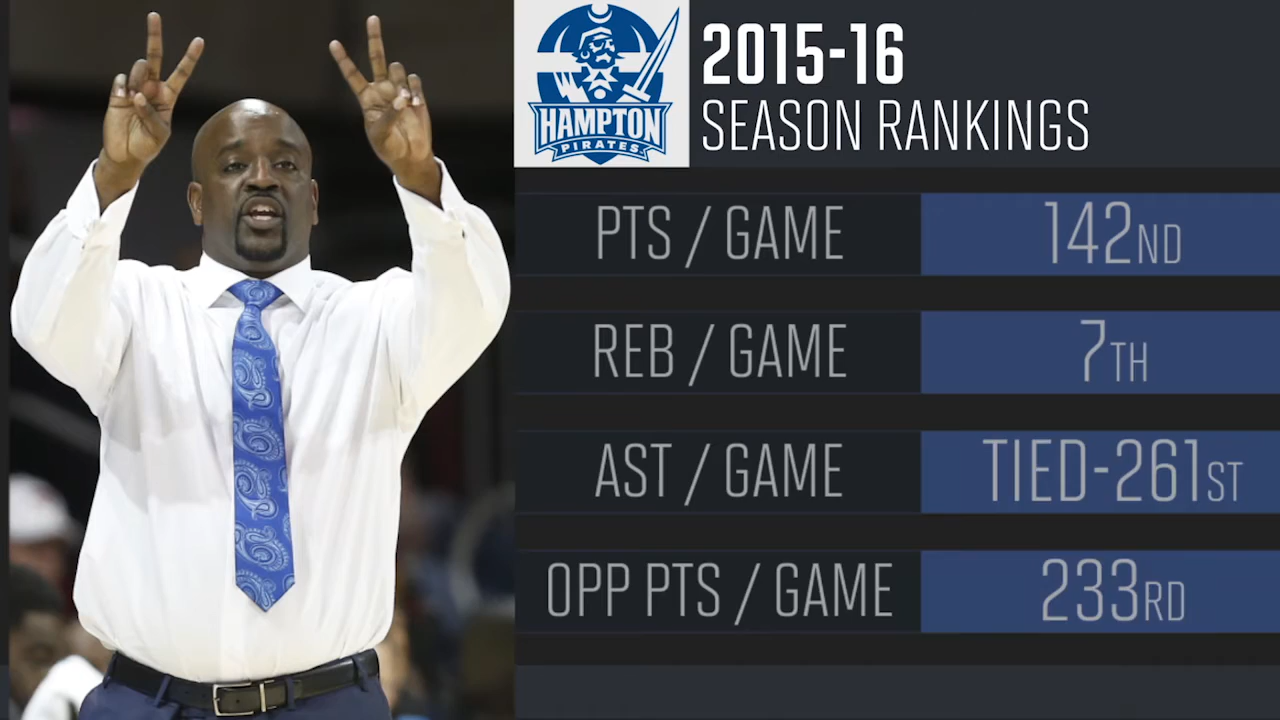 HAMPTON
PIRATES
2015-16
SEASON RANKINGS
PTS / GAME 142ND
REB / GAME 7TH
AST / GAME TIED-261ST
OPP PTS / GAME 233RD